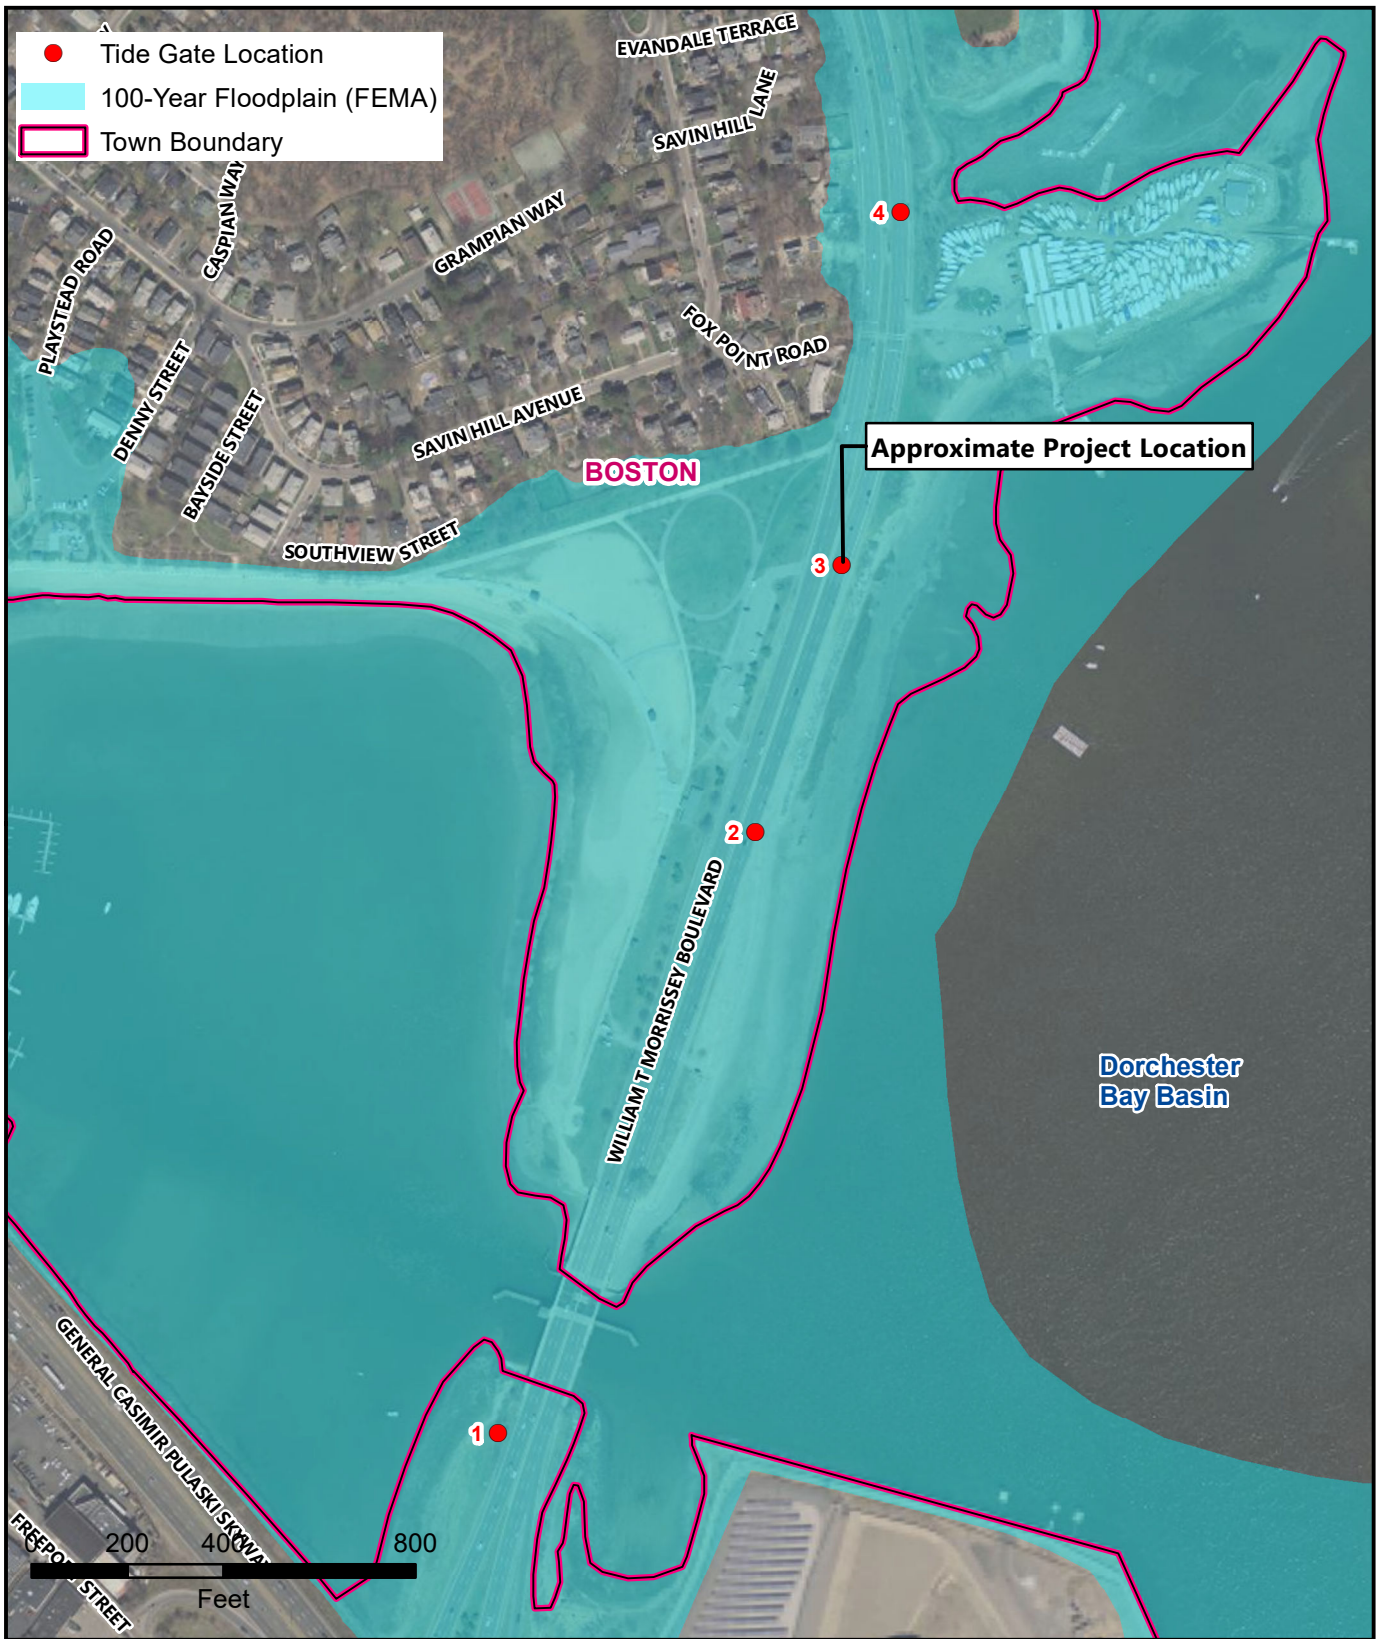 Tide Gate Location
100-Year Floodplain (FEMA)
Town Boundary
EVANDALE TERRACE
SAVIN HILL LANE
CASPIAN WAY
GRAMPIAN WAY
PLAYSTEAD ROAD
4
FOX POINT ROAD
DENNY STREET
BAYSIDE STREET
SAVIN HILL AVENUE
Approximate Project Location
BOSTON
SOUTHVIEW STREET
3
2
WILLIAM T MORRISSEY BOULEVARD
Dorchester
Bay Basin
1
GENERAL CASIMIR PULASKI SKYWAY
FREEPORT STREET
0 200 400 800
Feet